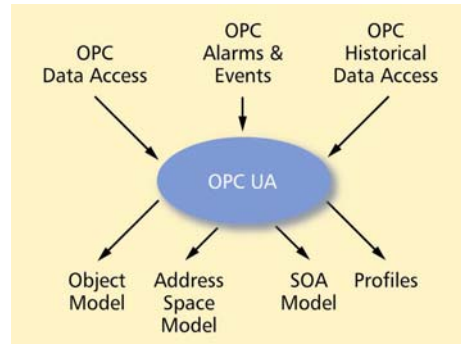 OPC
Data Access
OPC
Alarms &
Events
OPC
Historical
Data Access
OPC UA
Object
Model
Address
Space
Model
SOA
Model
Profiles